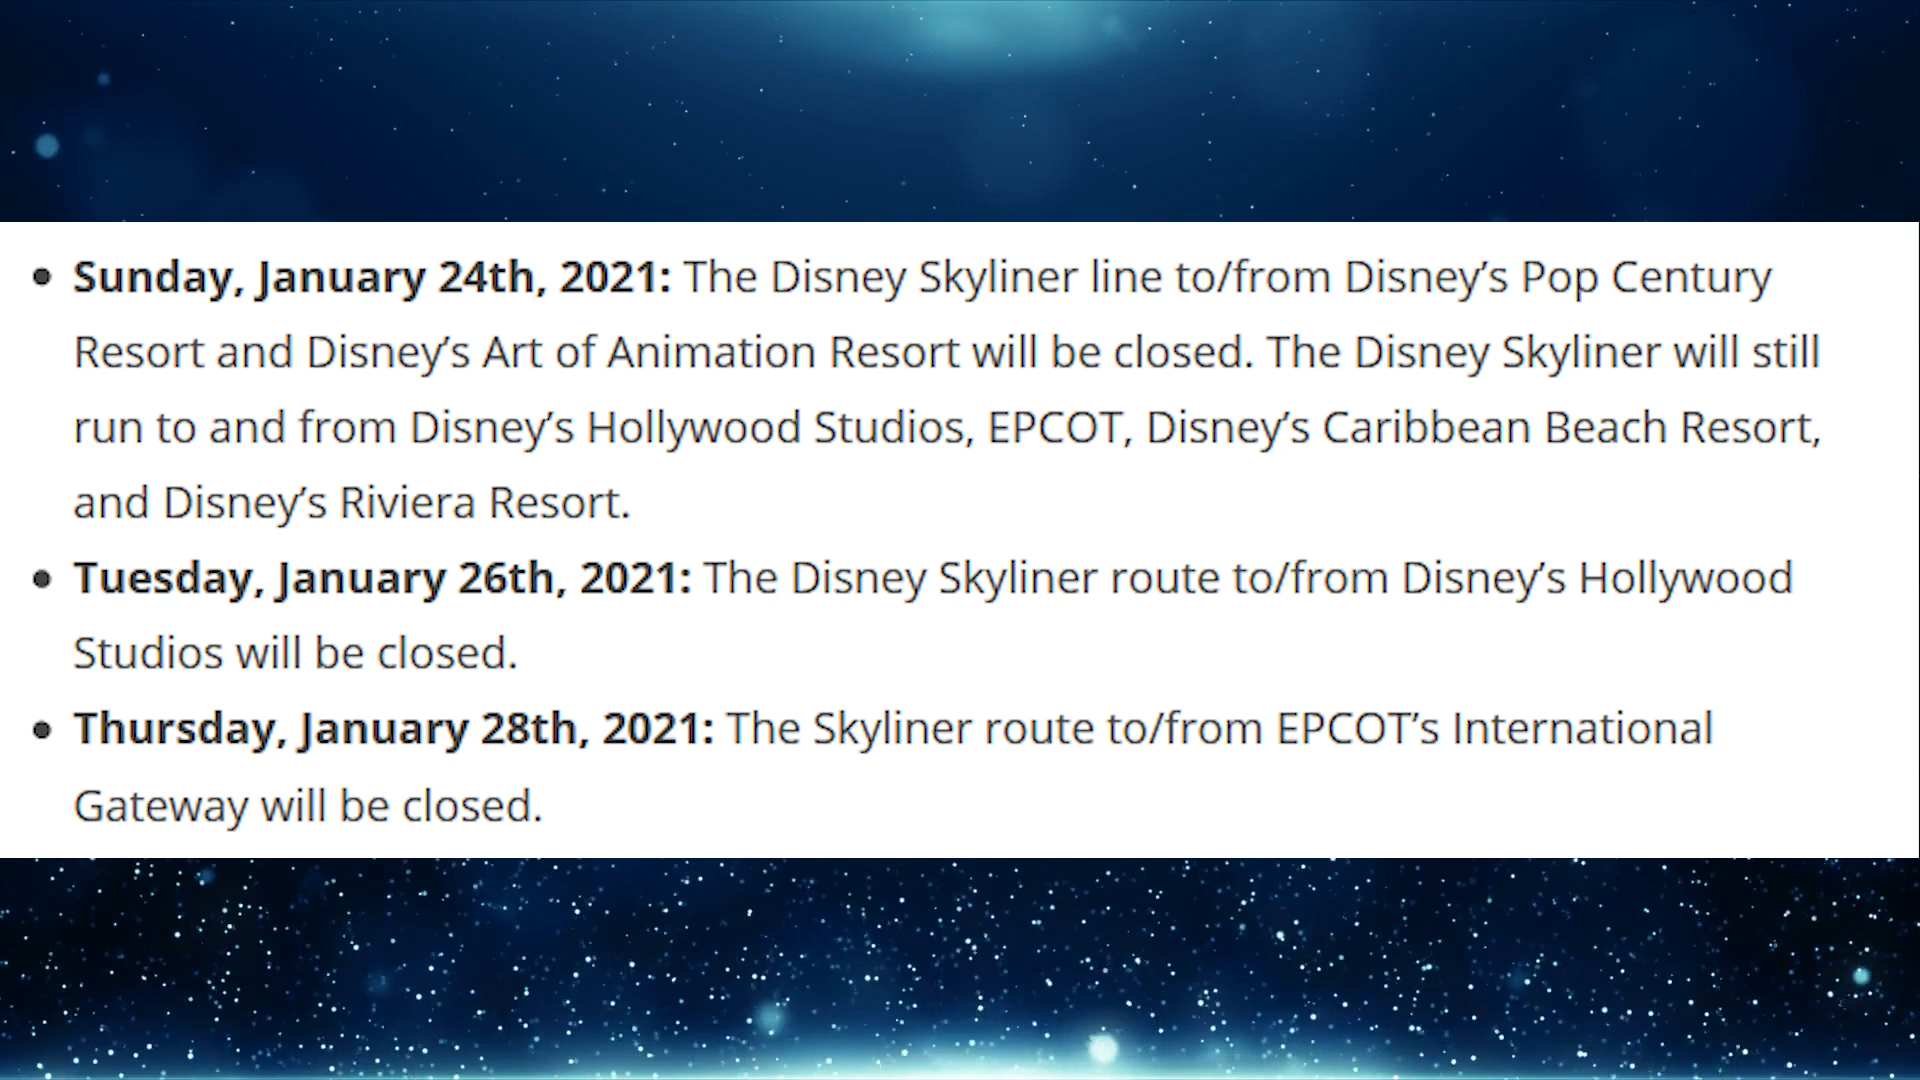 • Sunday, January 24th, 2021: The Disney Skyliner line to/from Disney’s Pop Century
Resort and Disney’s Art of Animation Resort will be closed. The Disney Skyliner will still
run to and from Disney’s Hollywood Studios, EPCOT, Disney’s Caribbean Beach Resort,
and Disney’s Riviera Resort.
• Tuesday, January 26th, 2021: The Disney Skyliner route to/from Disney’s Hollywood
Studios will be closed.
• Thursday, January 28th, 2021: The Skyliner route to/from EPCOT’s International
Gateway will be closed.